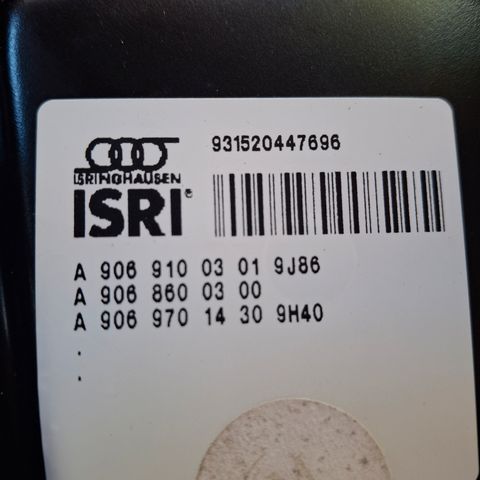 931520447696
ISRINGHAUSEN
ISRI®
A 906 910 03 01 9J86
A 906 860 03 00
A 906 970 14 30 9H40
.
.